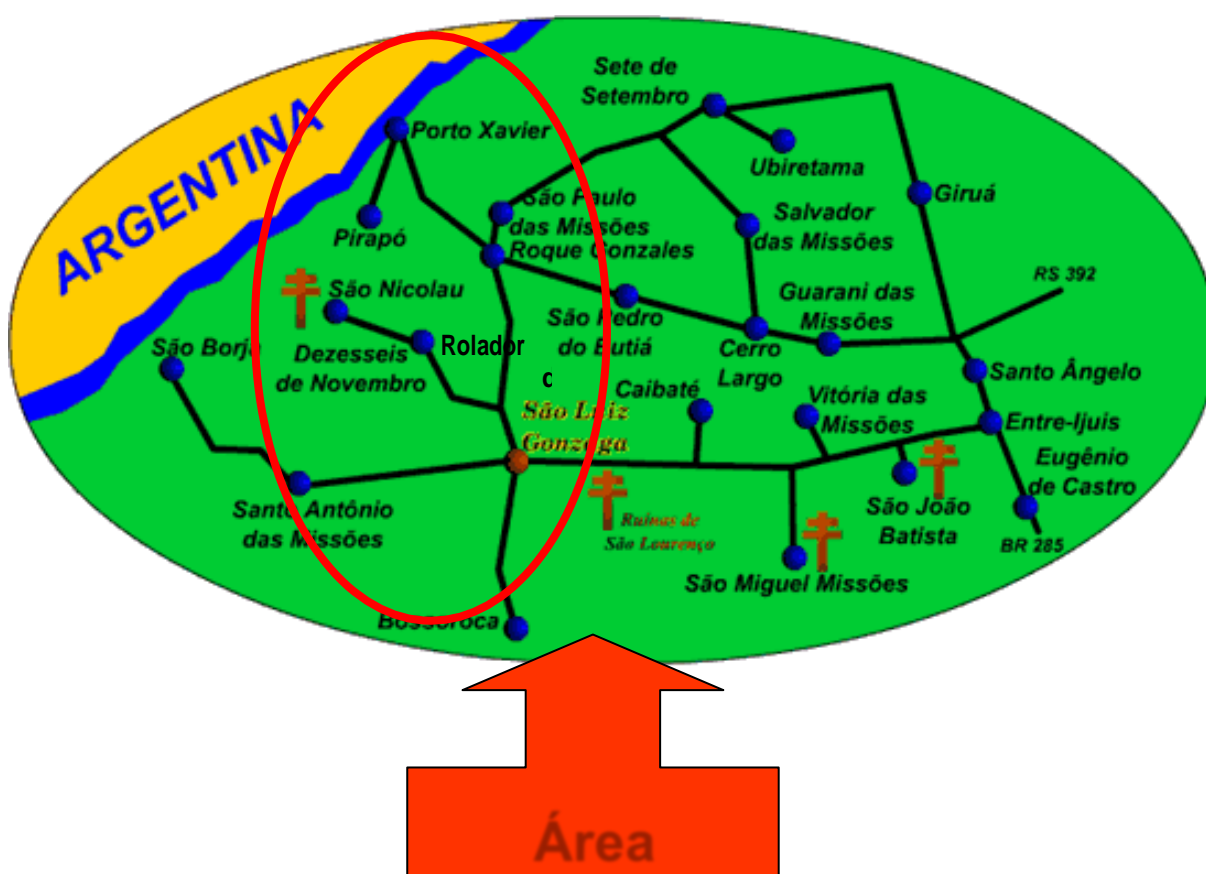 ARGENTINA
Sete de
Setembro
Porto Xavier
Ubiretama
São Paulo
das Missões
Giruá
Salvador
das Missões
Pirapó
Roque Gonzales
RS 392
São Nicolau
Guarani das
Missões
São Pedro
do Butiá
São Borja
Dezesseis
de Novembro
Rolador
Cerro
Largo
Santo Ângelo
Caibaté
Vitória das
Missões
São Luiz
Gonzaga
Entre-Ijuis
Eugênio
de Castro
Santo Antônio
das Missões
Ruínas de
São Lourenço
São João
Batista
BR 285
São Miguel Missões
Bossoroca
Área